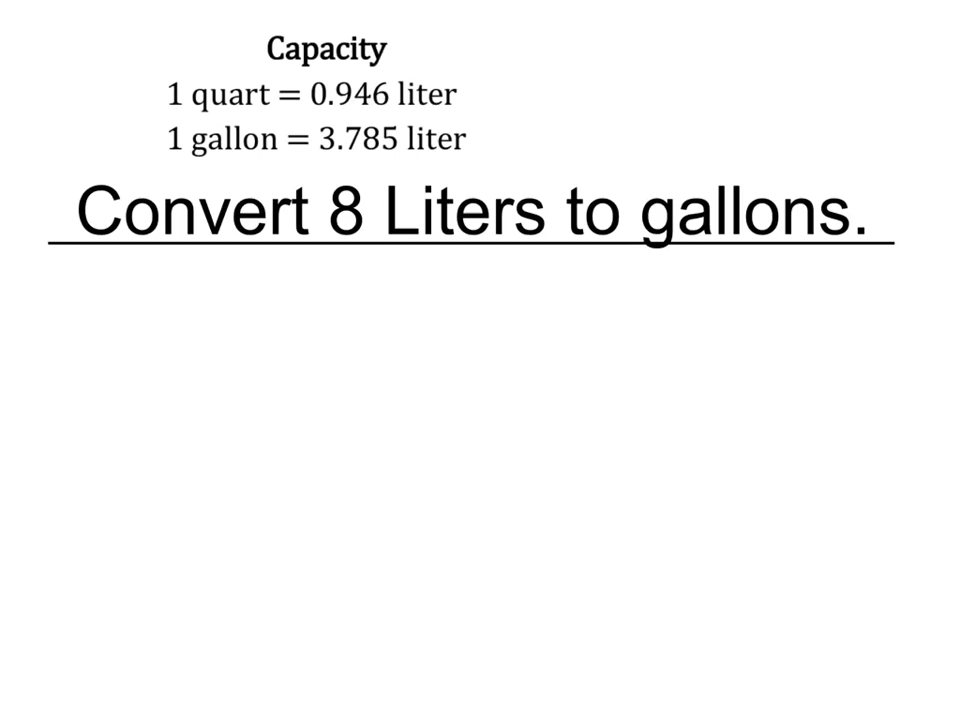 Capacity
1 quart = 0.946 liter
1 gallon = 3.785 liter
Convert 8 Liters to gallons.